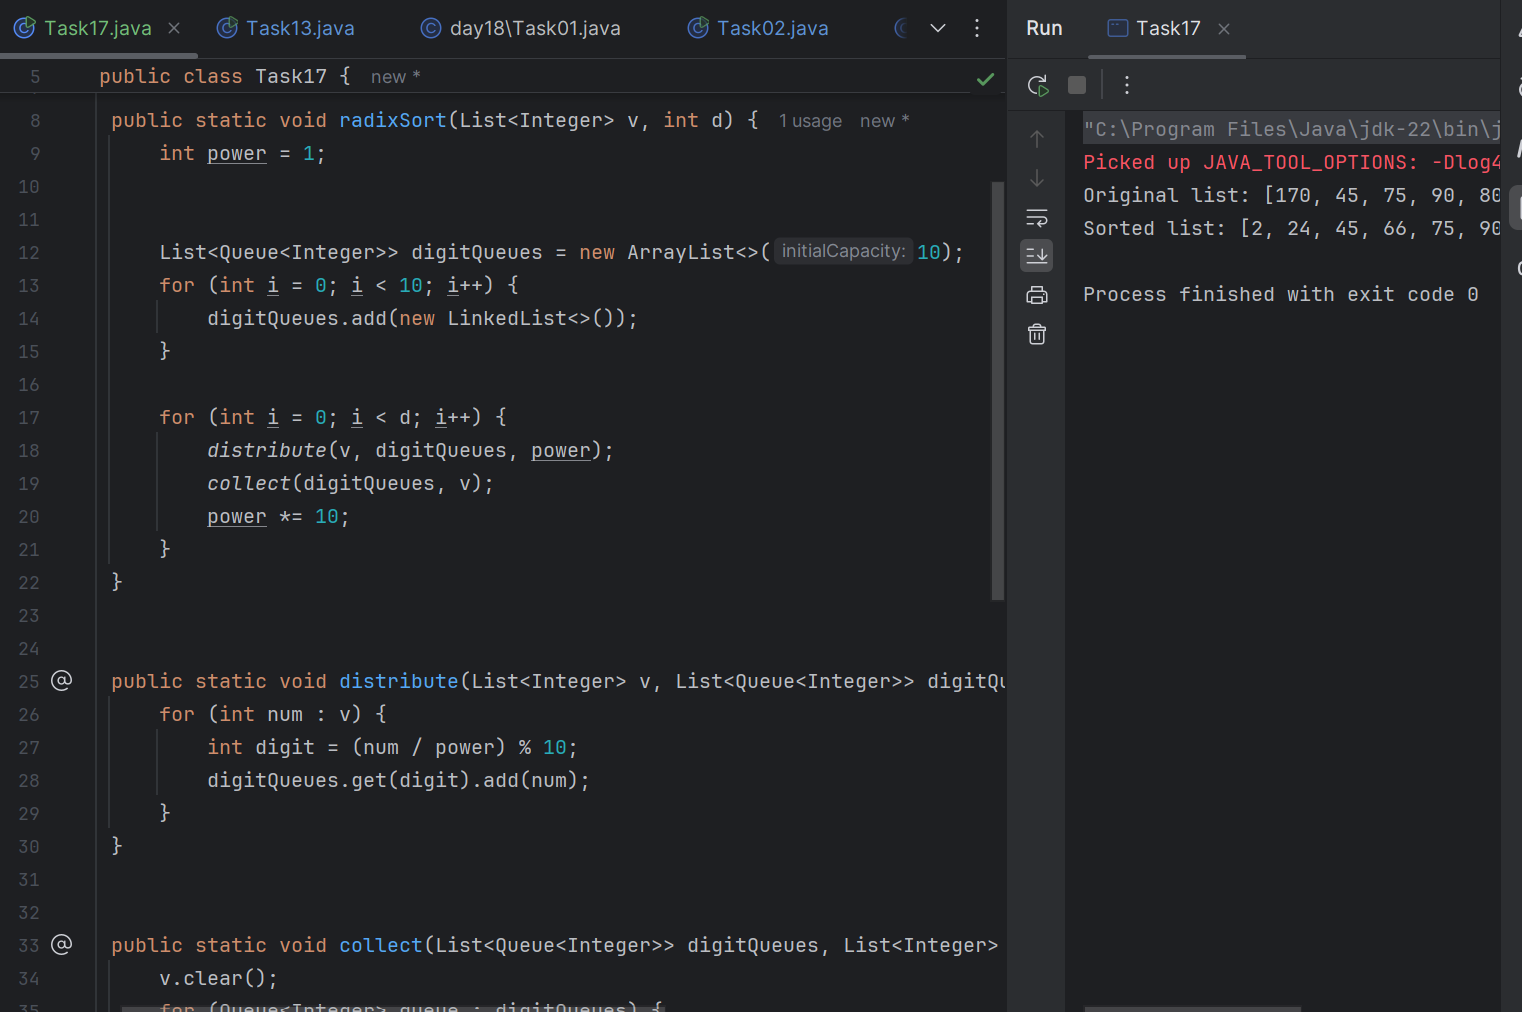 Task17.java
Task13.java
day18\Task01.java
Task02.java
5 public class Task17 { new *
8 public static void radixSort(List<Integer> v, int d) { 1 usage new *
9 int power = 1;
10
11
12 List<Queue<Integer>> digitQueues = new ArrayList<>( initialCapacity: 10);
13 for (int i = 0; i < 10; i++) {
14 digitQueues.add(new LinkedList<>());
15 }
16
17 for (int i = 0; i < d; i++) {
18 distribute(v, digitQueues, power);
19 collect(digitQueues, v);
20 power *= 10;
21 }
22 }
23
24
25 public static void distribute(List<Integer> v, List<Queue<Integer>> digitQu
26 for (int num : v) {
27 int digit = (num / power) % 10;
28 digitQueues.get(digit).add(num);
29 }
30 }
31
32
33 public static void collect(List<Queue<Integer>> digitQueues, List<Integer>
34 v.clear();
35 for (Queue<Integer> queue : digitQueues) {
Run
Task17
"C:\Program Files\Java\jdk-22\bin\j
Picked up JAVA_TOOL_OPTIONS: -Dlog4
Original list: [170, 45, 75, 90, 80
Sorted list: [2, 24, 45, 66, 75, 90
Process finished with exit code 0